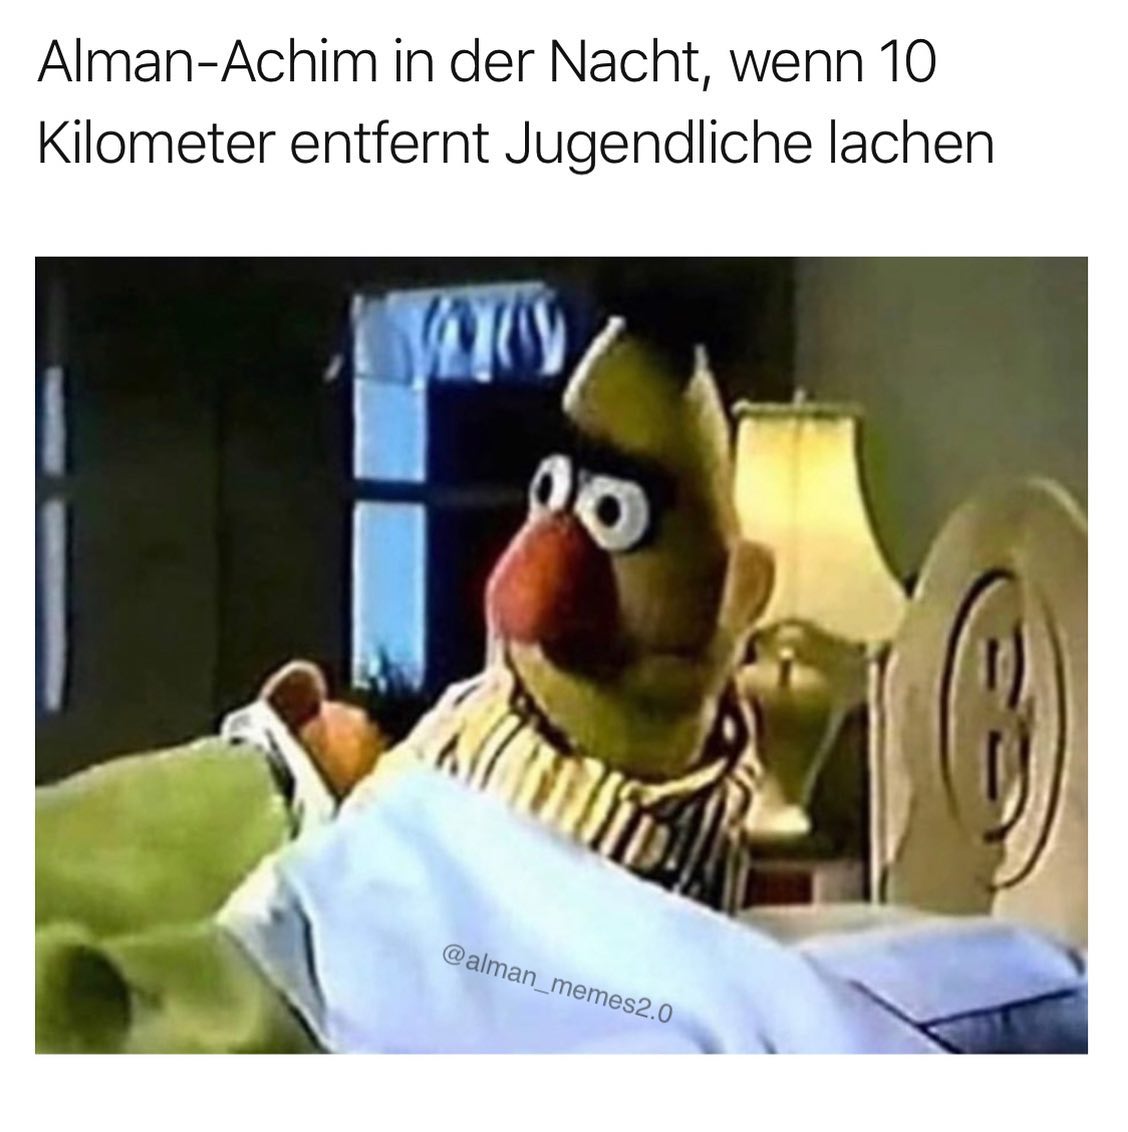 Alman-Achim in der Nacht, wenn 10
Kilometer entfernt Jugendliche lachen
B
@alman_memes2.0